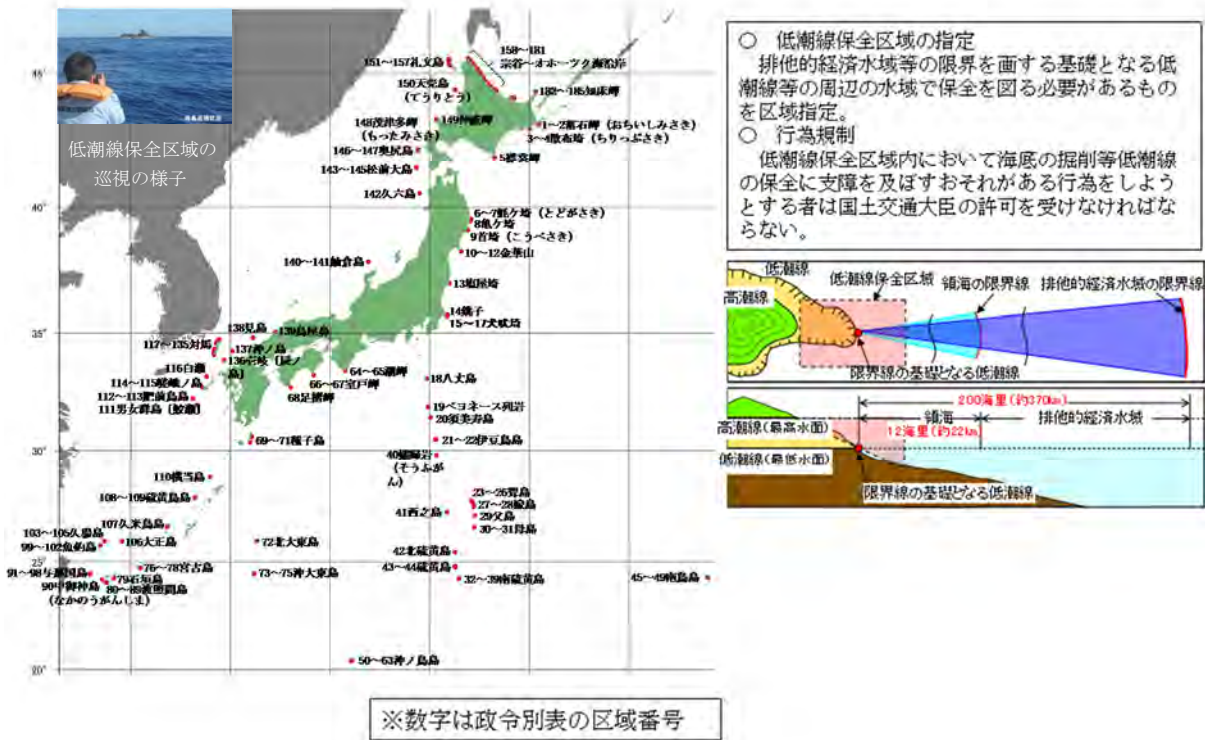 低潮線保全区域の
巡視の様子
45°
40°
35°
30°
25°
20°
151～157礼文島
158～181
宗谷～オホーツク海沿岸
150天売島
(てうりとう)
182～185知床岬
148茂津多岬
(もったみさき)
149神威岬
1～2落石岬(おちいしみさき)
3～4散布埼(ちりっぷさき)
146～147奥尻島
5襟裳岬
143～145松前大島
142久六島
6～7魹ケ埼(とどがさき)
8亀ケ埼
9首埼(こうべさき)
10～12金華山
140～141舳倉島
13塩屋埼
14銚子
15～17犬吠埼
138見島
139鳥居島
117～135対馬
137沖ノ島
136壱岐〔辰ノ
島〕
116白瀬
64～65潮岬
66～67室戸岬
68足摺岬
18八丈島
114～115嵯峨ノ島
112～113肥前鳥島
111男女群島〔鮫瀬〕
19ベヨネース列岩
20須美寿島
69～71種子島
21～22伊豆鳥島
40孀婦岩
(そうふが
ん)
110横当島
23～26聟島
27～28嫁島
29父島
30～31母島
108～109硫黄鳥島
41西之島
107久米島
103～105久場島
99～102魚釣島
106大正島
72北大東島
42北硫黄島
76～78宮古島
43～44硫黄島
91～98与那国島
79石垣島
73～75沖大東島
32～39南硫黄島
45～49南鳥島
90仲御神島
80～89波照間島
(なかのうがんしま)
50～63沖ノ鳥島
※数字は政令別表の区域番号
○ 低潮線保全区域の指定
排他的経済水域等の限界を画する基礎となる低
潮線等の周辺の水域で保全を図る必要があるもの
を区域指定。
○ 行為規制
低潮線保全区域内において海底の掘削等低潮線
の保全に支障を及ぼすおそれがある行為をしよう
とする者は国土交通大臣の許可を受けなければな
らない。
低潮線
低潮線保全区域
領海の限界線
排他的経済水域の限界線
高潮線
限界線の基礎となる低潮線
200海里(約370㎞)
領海
排他的経済水域
高潮線(最高水面)
12海里(約22㎞)
低潮線(最低水面)
限界線の基礎となる低潮線